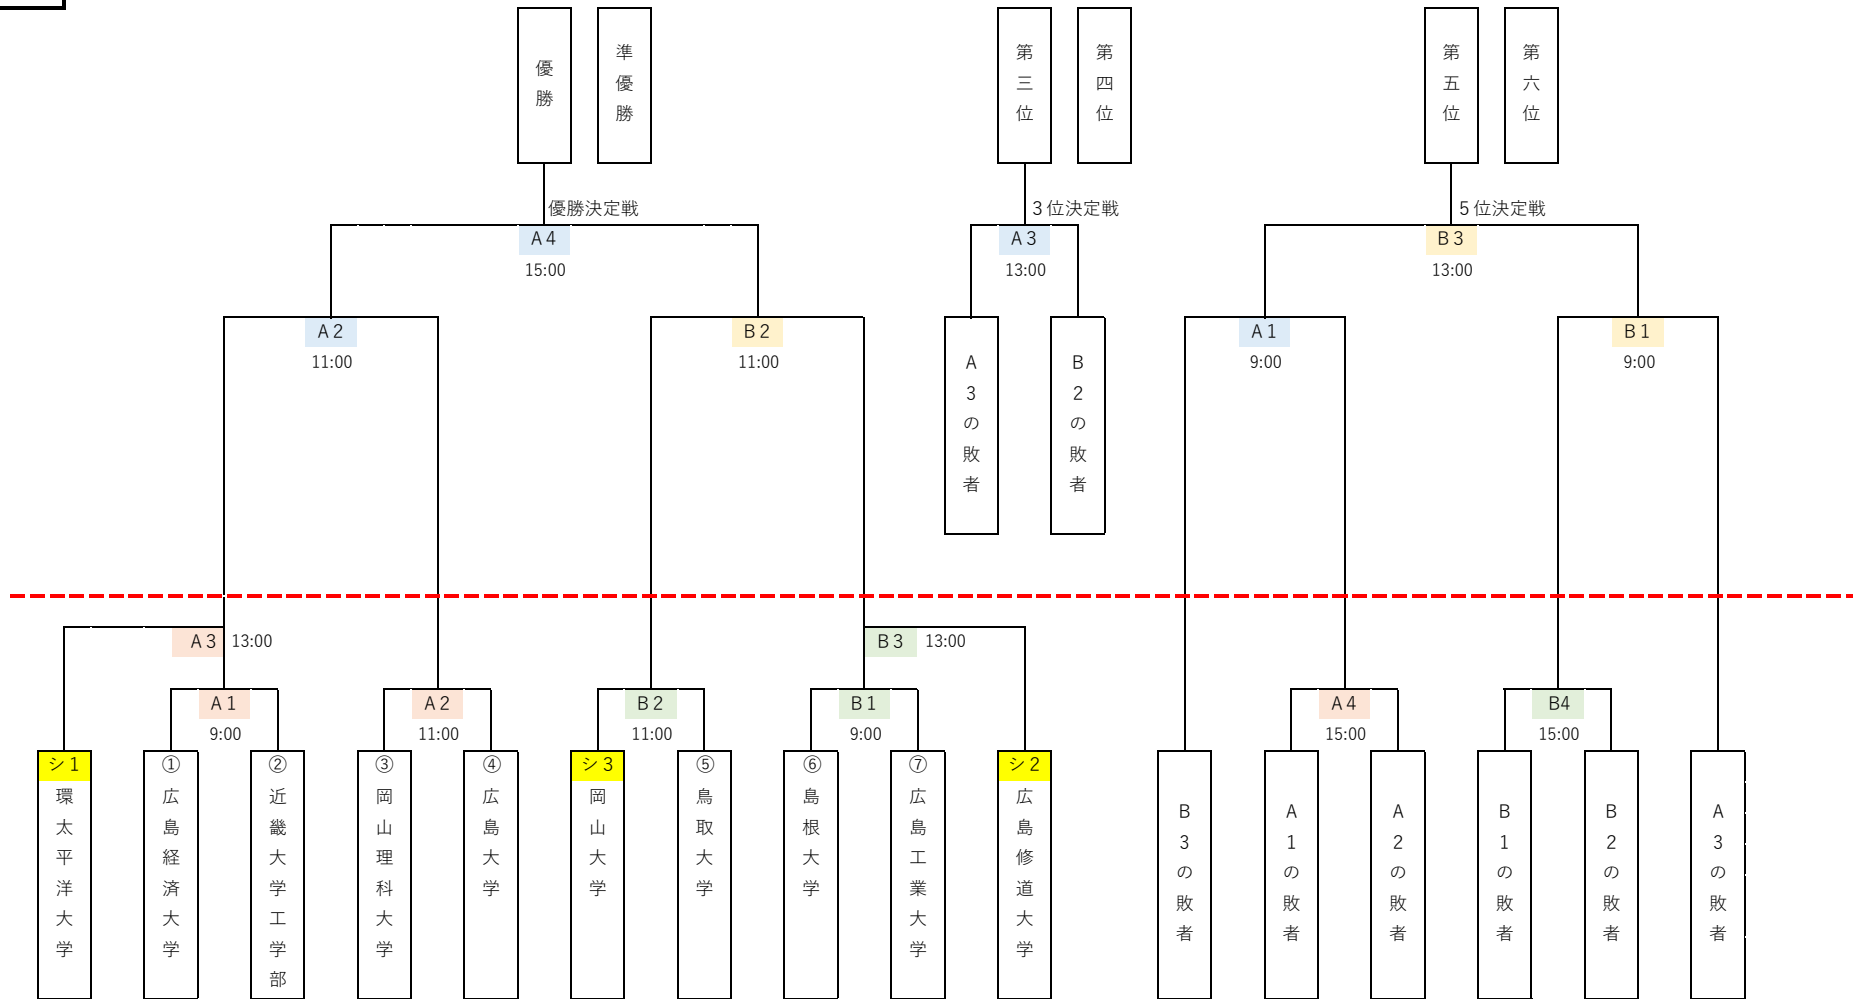 優勝
準優勝
第三位
第四位
第五位
第六位
優勝決定戦
３位決定戦
５位決定戦
A4
A3
B3
15:00
13:00
13:00
A2
B2
A1
B1
11:00
11:00
9:00
9:00
A3の敗者
B2の敗者
A3 13:00
B3 13:00
A1
A2
B2
B1
A4
B4
9:00
11:00
11:00
9:00
15:00
15:00
シ1 環太平洋大学
① 広島経済大学
② 近畿大学工学部
③ 岡山理科大学
④ 広島大学
シ3 岡山大学
⑤ 鳥取大学
⑥ 島根大学
⑦ 広島工業大学
シ2 広島修道大学
B3の敗者
A1の敗者
A2の敗者
B1の敗者
B2の敗者
A3の敗者